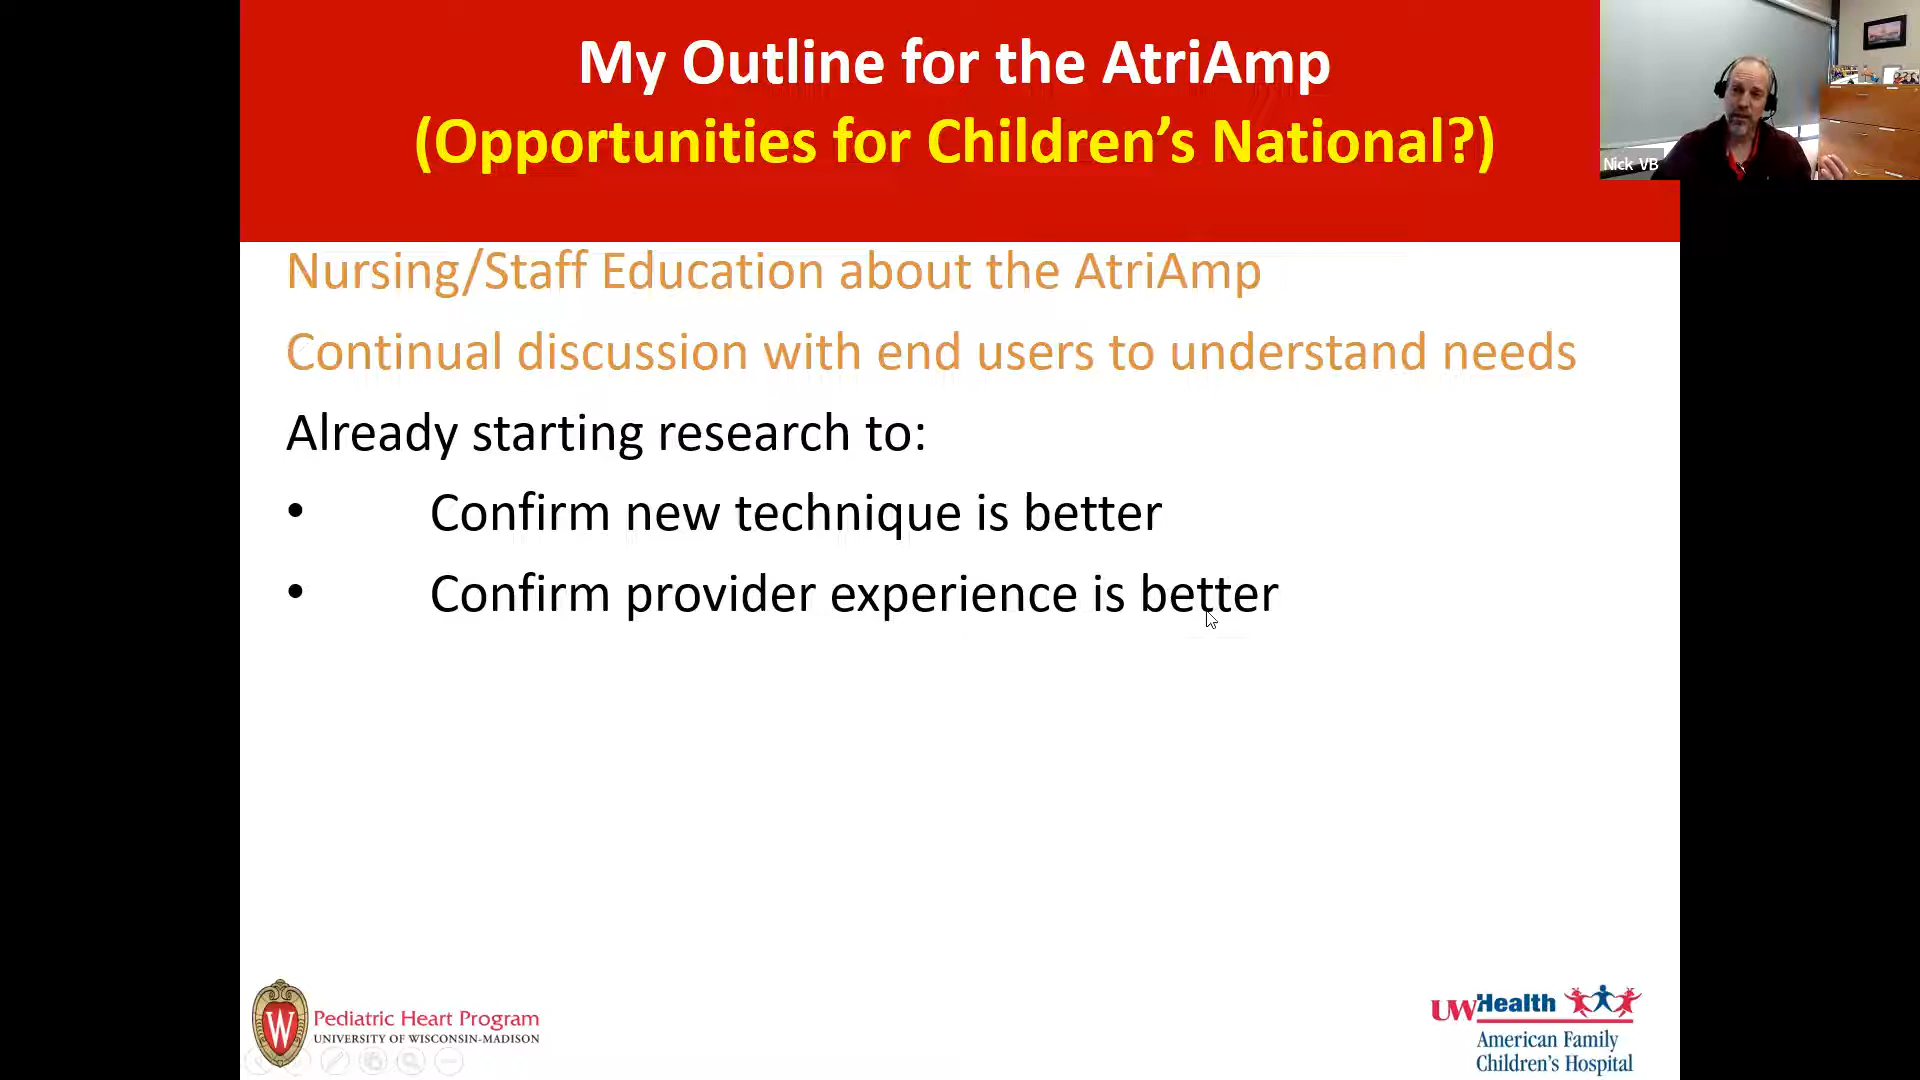 My Outline for the AtriAmp
(Opportunities for Children’s National?)
Nick VB
Nursing/Staff Education about the AtriAmp
Continual discussion with end users to understand needs
Already starting research to:
• Confirm new technique is better
• Confirm provider experience is better
W
Pediatric Heart Program
UNIVERSITY OF WISCONSIN-MADISON
UWHealth
American Family
Children's Hospital